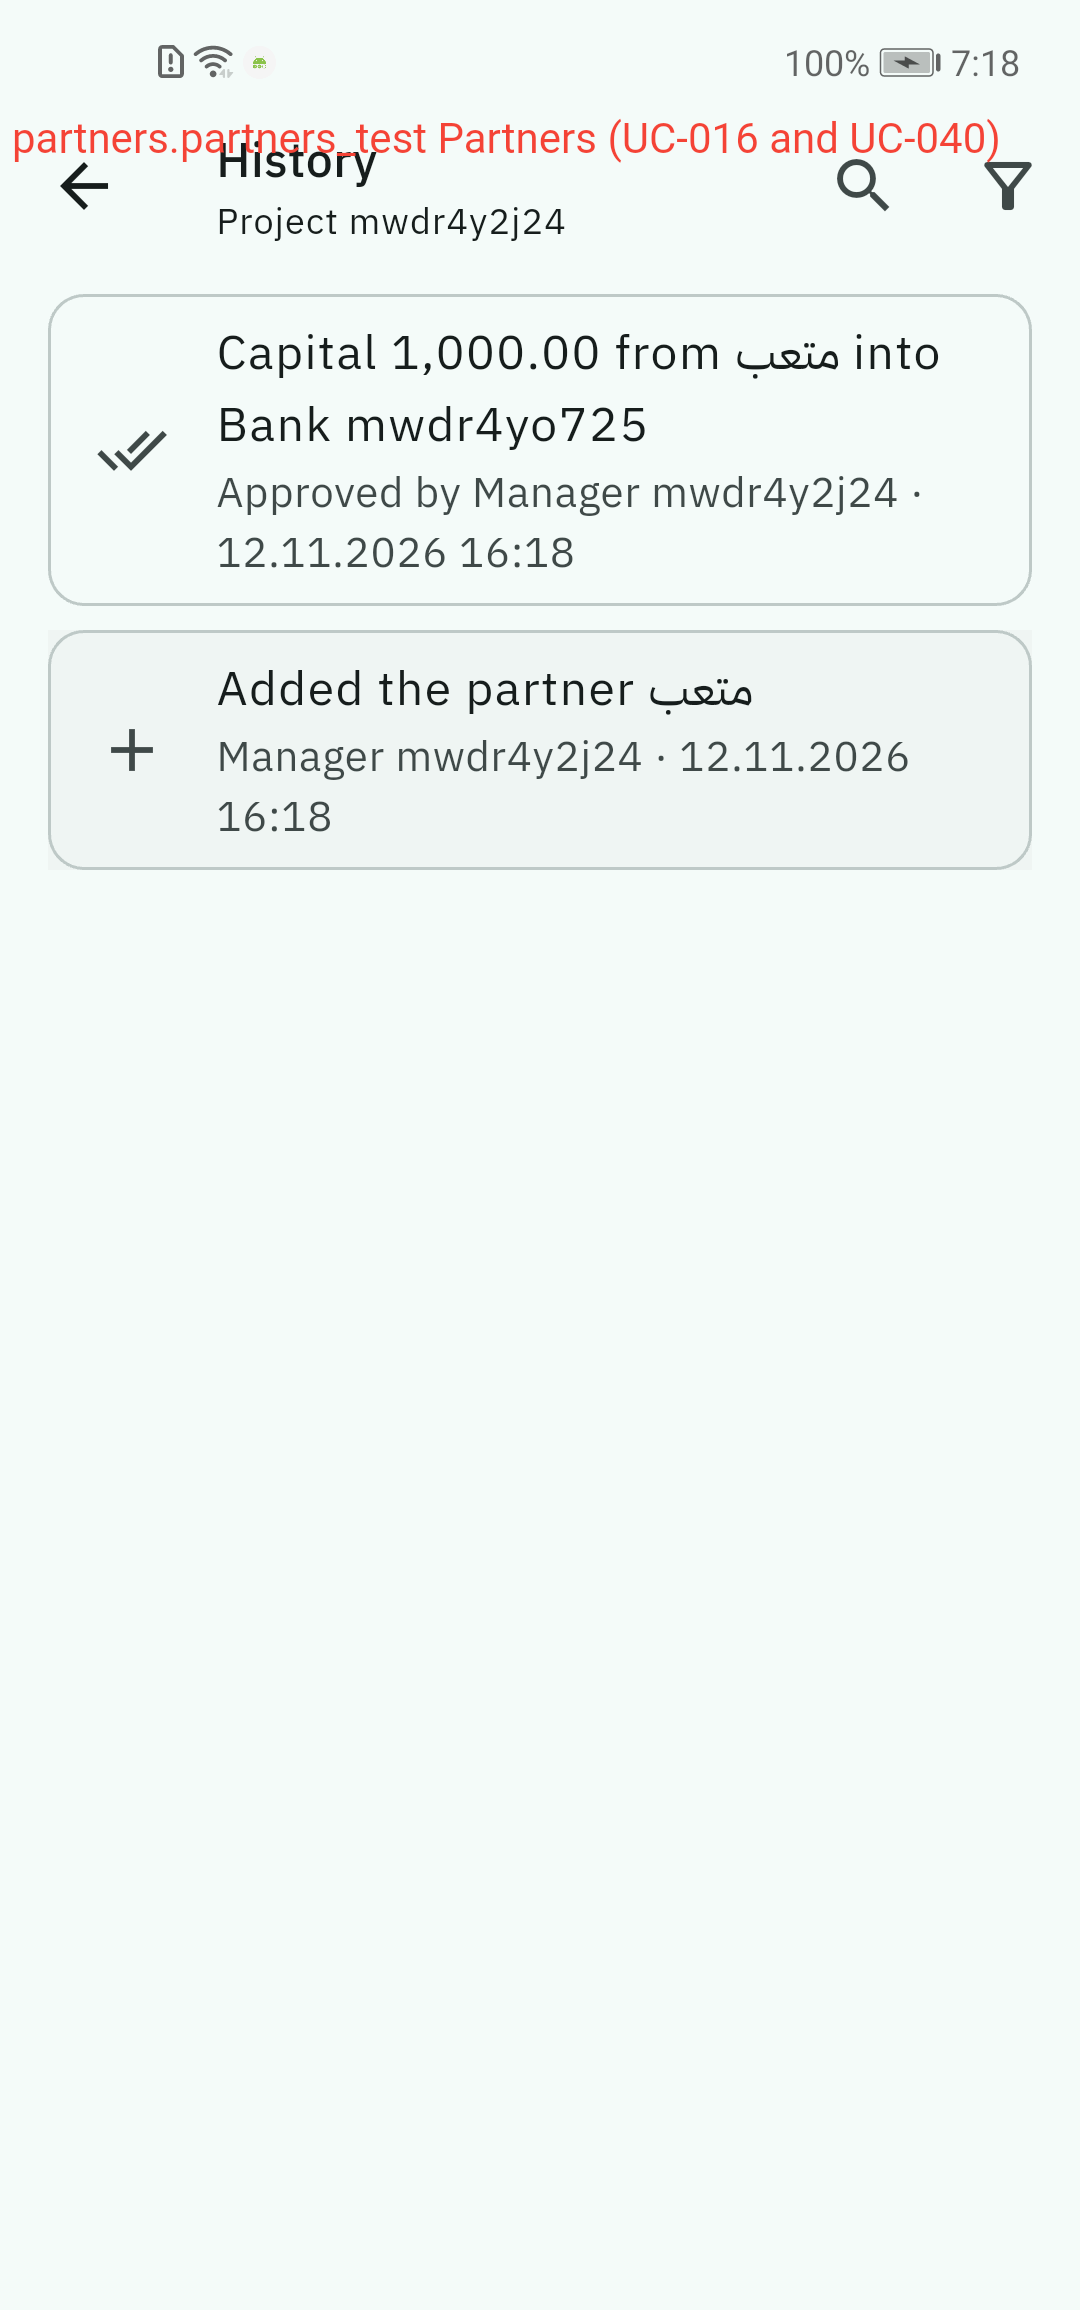 100% 7:18
partners.partners_test Partners (UC-016 and UC-040)
History
Project mwdr4y2j24
Capital 1,000.00 from متعب into
Bank mwdr4yo725
Approved by Manager mwdr4y2j24 ·
12.11.2026 16:18
Added the partner متعب
Manager mwdr4y2j24 · 12.11.2026
16:18